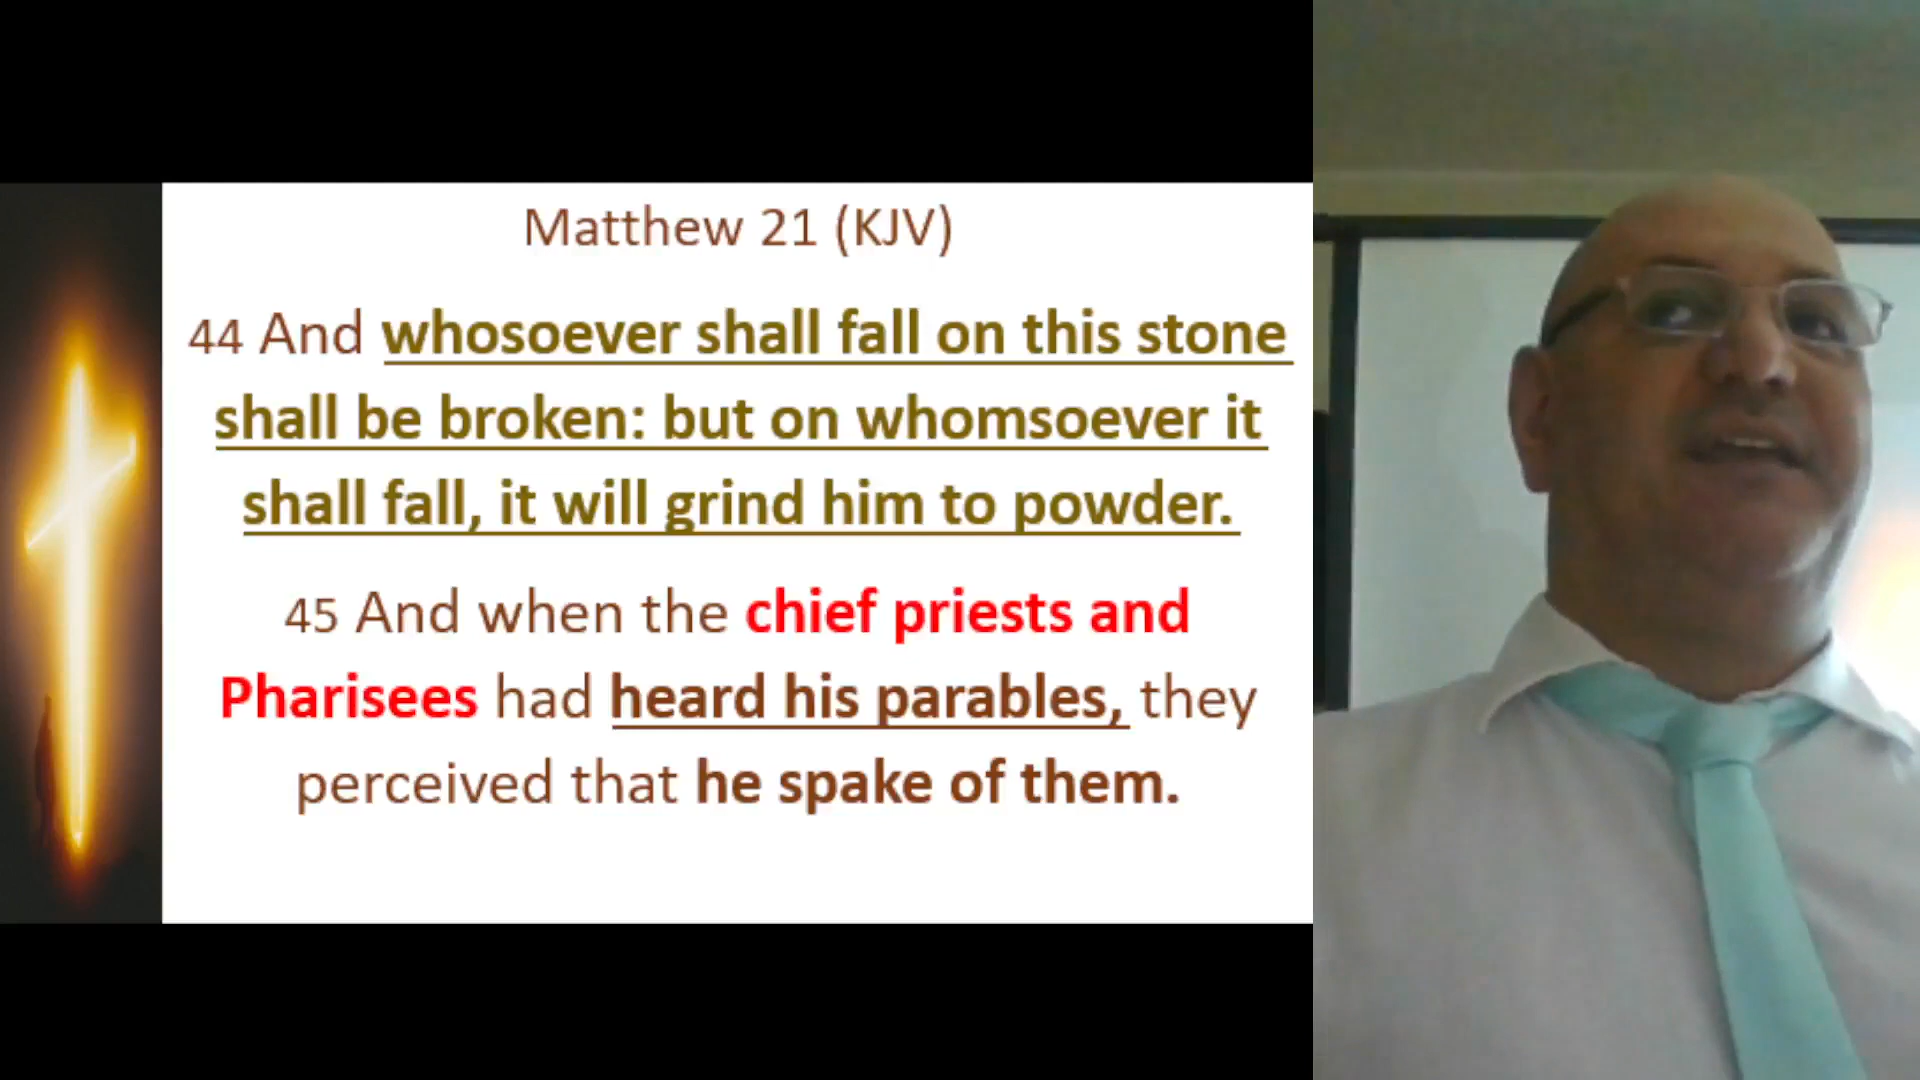 Matthew 21 (KJV)
44 And whosoever shall fall on this stone
shall be broken: but on whomsoever it
shall fall, it will grind him to powder.
45 And when the chief priests and
Pharisees had heard his parables, they
perceived that he spake of them.